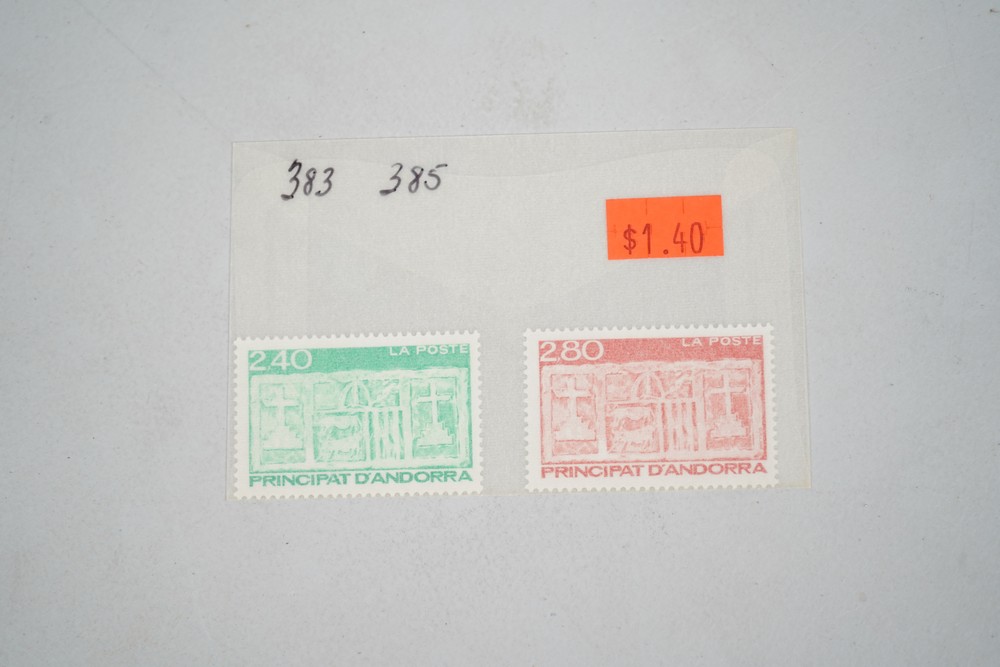 383 385
$1.40
2.40 LA POSTE
PRINCIPAT D'ANDORRA
2.80 LA POSTE
PRINCIPAT D'ANDORRA